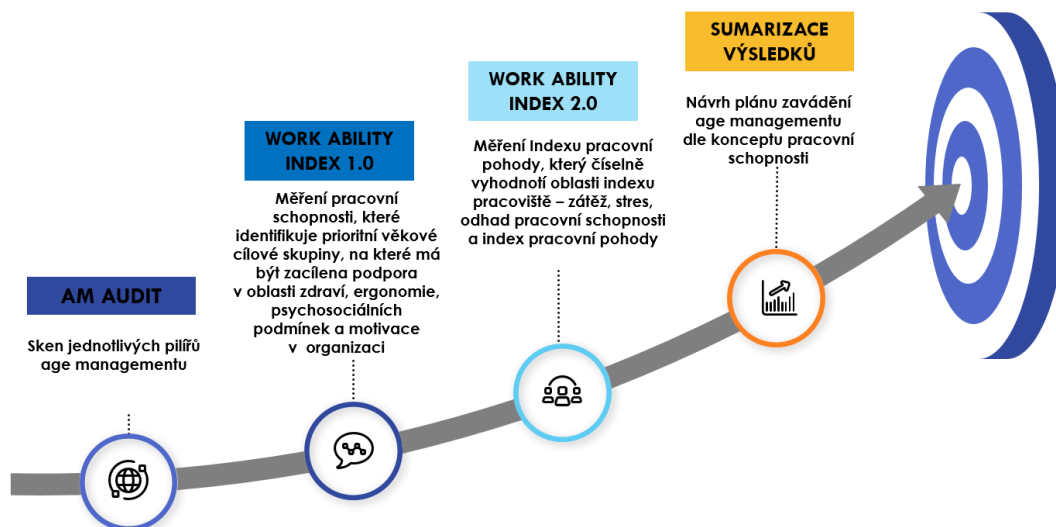 AM AUDIT
Sken jednotlivých pilířů
age managementu
WORK ABILITY
INDEX 1.0
Měření pracovní
schopnosti, které
identifikuje prioritní věkové
cílové skupiny, na které má
být zacílena podpora
v oblasti zdraví, ergonomie,
psychosociálních
podmínek a motivace
v organizaci
WORK ABILITY
INDEX 2.0
Měření Indexu pracovní
pohody, který číselně
vyhodnotí oblasti indexu
pracoviště – zátěž, stres,
odhad pracovní schopnosti
a index pracovní pohody
SUMARIZACE
VÝSLEDKŮ
Návrh plánu zavádění
age managementu
dle konceptu pracovní
schopnosti